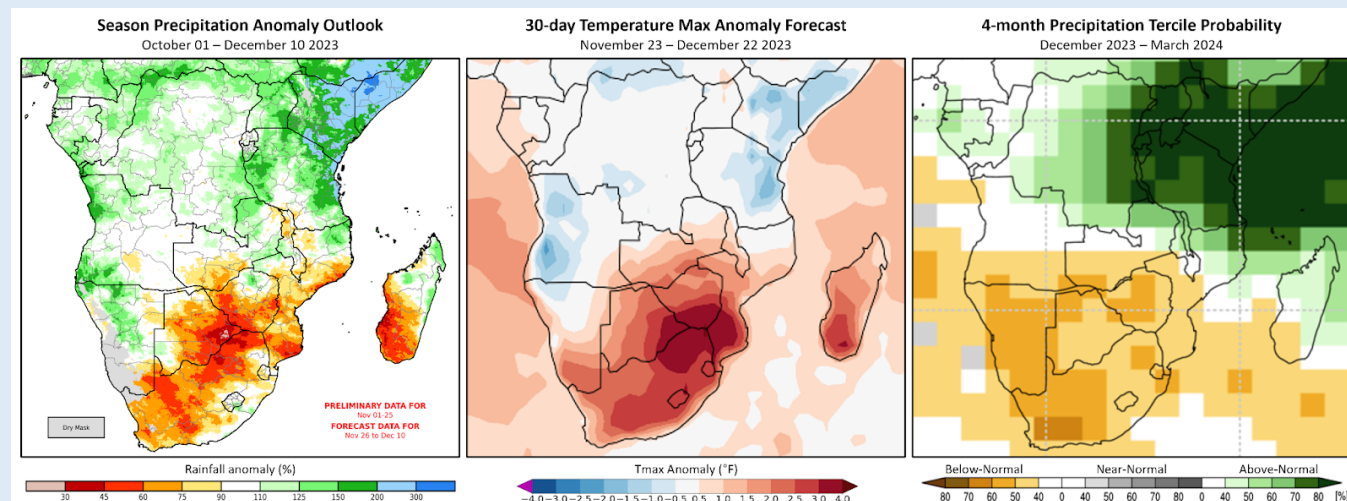 Season Precipitation Anomaly Outlook
October 01 – December 10 2023
PRELIMINARY DATA FOR
Nov 01-25
FORECAST DATA FOR
Nov 26 to Dec 10
Dry Mask
Rainfall anomaly (%)
30 45 60 75 90 110 125 150 200 300
30-day Temperature Max Anomaly Forecast
November 23 – December 22 2023
Tmax Anomaly (°F)
−4.0 −3.0 −2.5 −2.0 −1.5 −1.0 −0.5 0.5 1.0 1.5 2.0 2.5 3.0 4.0
4-month Precipitation Tercile Probability
December 2023 – March 2024
Below-Normal Near-Normal Above-Normal
80 70 60 50 40 0 40 50 60 70 80 0 40 50 60 70 80 [%]